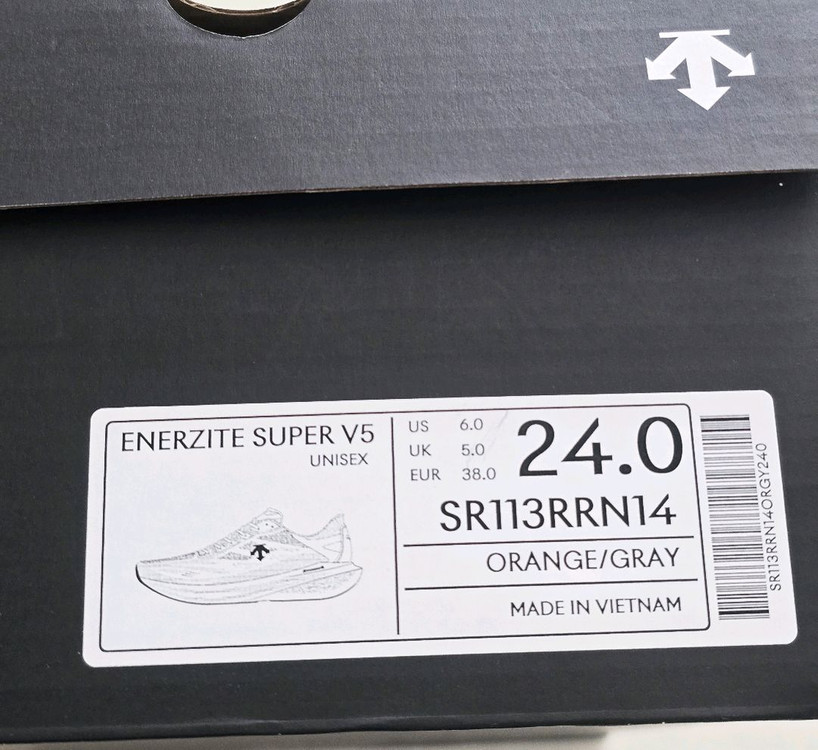 ENERZITE SUPER V5
UNISEX
US 6.0
UK 5.0
EUR 38.0
24.0
SR113RRN14
ORANGE/GRAY
MADE IN VIETNAM
SR113RRN14ORGY240